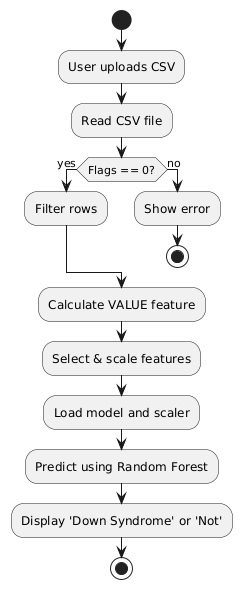 User uploads CSV
Read CSV file
yes
Flags == 0?
no
Filter rows
Show error
Calculate VALUE feature
Select & scale features
Load model and scaler
Predict using Random Forest
Display 'Down Syndrome' or 'Not'